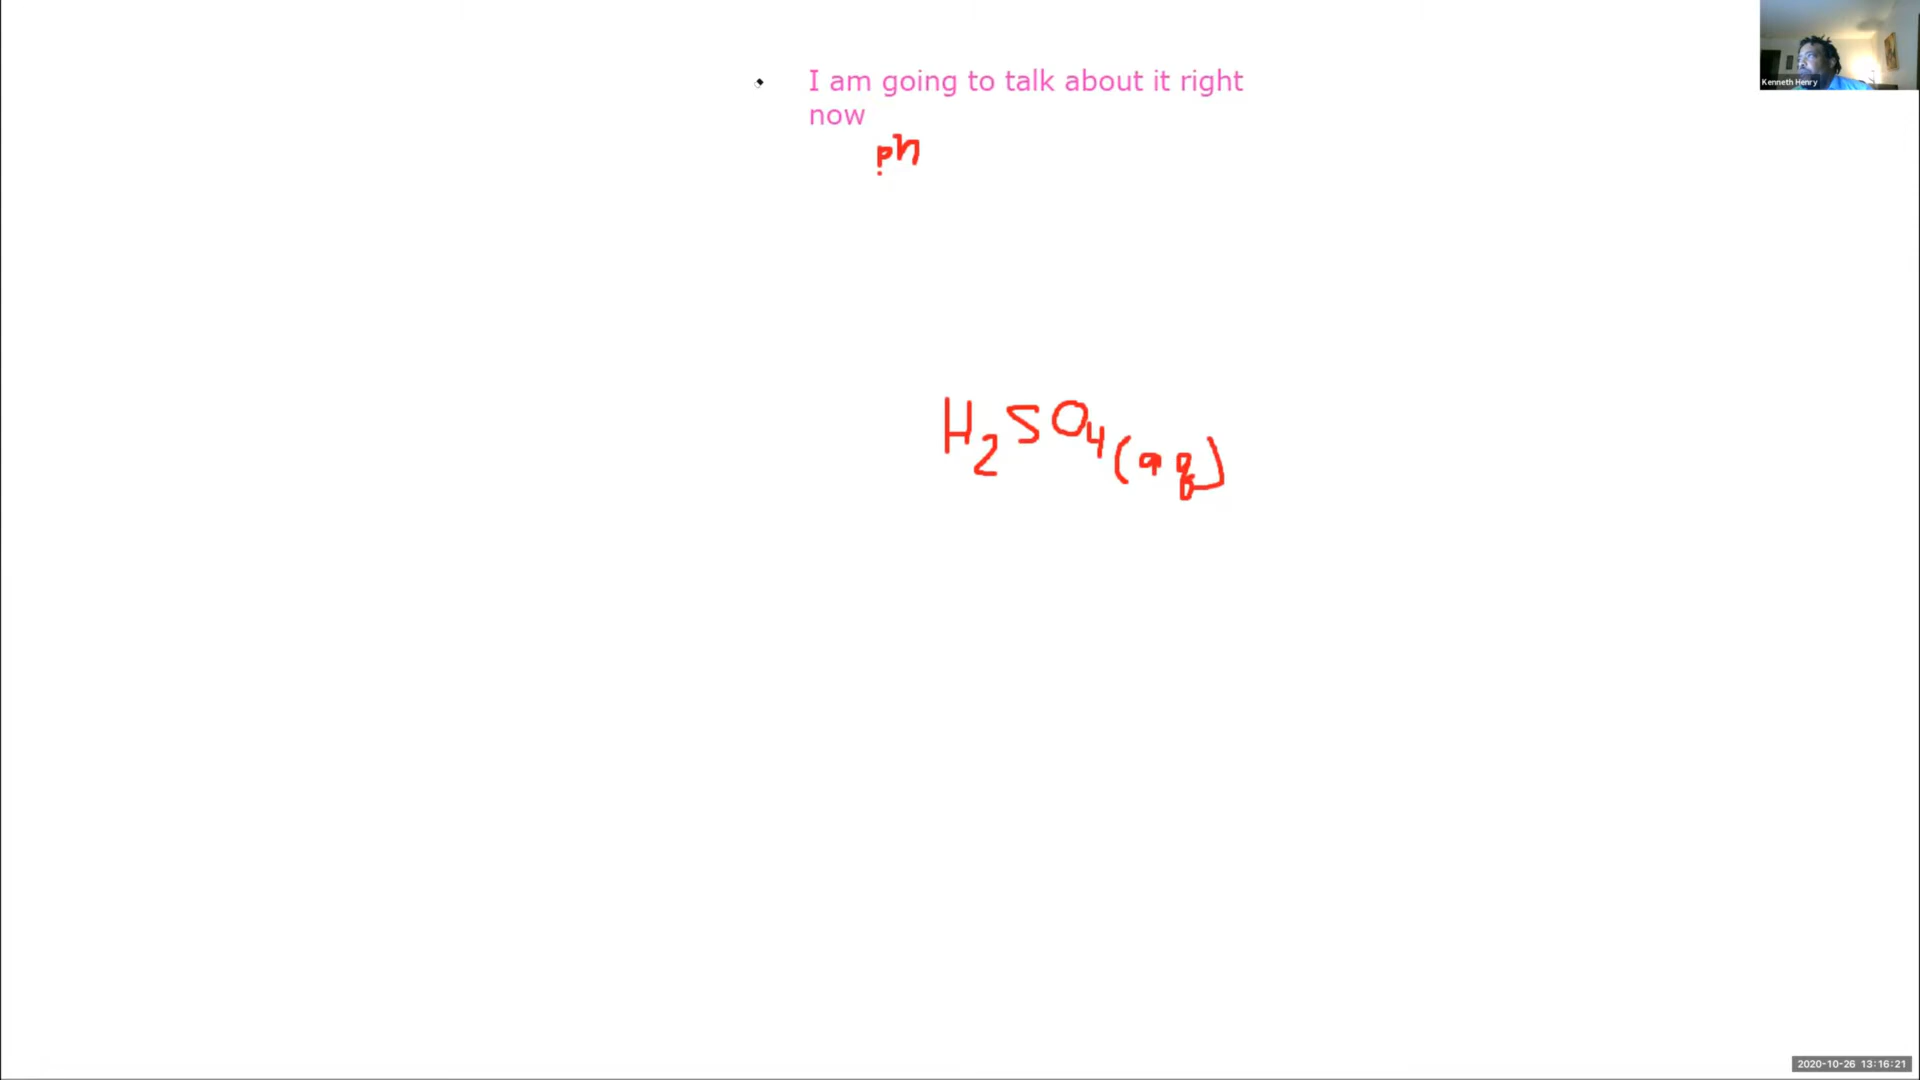 • I am going to talk about it right
now
ph
H₂SO₄(aq)
Kenneth Henry
2020-10-26 13:16:21